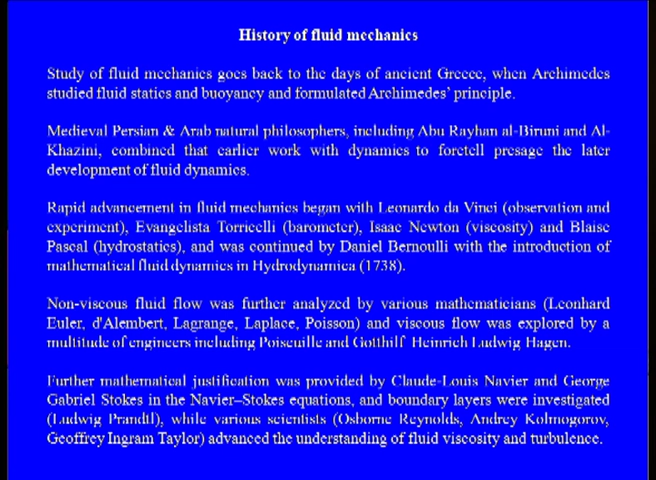 History of fluid mechanics
Study of fluid mechanics goes back to the days of ancient Greece, when Archimedes
studied fluid statics and buoyancy and formulated Archimedes' principle.
Medieval Persian & Arab natural philosophers, including Abu Rayhan al-Biruni and Al-
Khazini, combined that earlier work with dynamics to foretell presage the later
development of fluid dynamics.
Rapid advancement in fluid mechanics began with Leonardo da Vinci (observation and
experiment), Evangelista Torricelli (barometer), Isaac Newton (viscosity) and Blaise
Pascal (hydrostatics), and was continued by Daniel Bernoulli with the introduction of
mathematical fluid dynamics in Hydrodynamica (1738).
Non-viscous fluid flow was further analyzed by various mathematicians (Leonhard
Euler, d'Alembert, Lagrange, Laplace, Poisson) and viscous flow was explored by a
multitude of engineers including Poiseuille and Gotthilf Heinrich Ludwig Hagen.
Further mathematical justification was provided by Claude-Louis Navier and George
Gabriel Stokes in the Navier–Stokes equations, and boundary layers were investigated
(Ludwig Prandtl), while various scientists (Osborne Reynolds, Andrey Kolmogorov,
Geoffrey Ingram Taylor) advanced the understanding of fluid viscosity and turbulence.